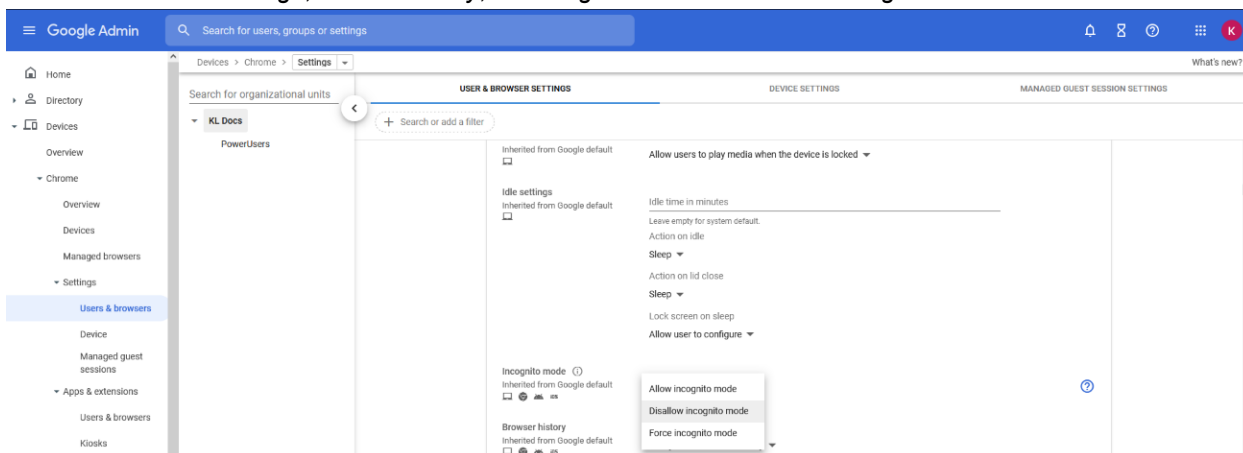 Google Admin
Search for users, groups or settings
K
Home
Directory
Devices
Overview
Chrome
Overview
Devices
Managed browsers
Settings
Users & browsers
Device
Managed guest
sessions
Apps & extensions
Users & browsers
Kiosks
Devices > Chrome > Settings
What's new?
Search for organizational units
KL Docs
PowerUsers
USER & BROWSER SETTINGS
DEVICE SETTINGS
MANAGED GUEST SESSION SETTINGS
+ Search or add a filter
Inherited from Google default
Allow users to play media when the device is locked
Idle settings
Inherited from Google default
Idle time in minutes
Leave empty for system default.
Action on idle
Sleep
Action on lid close
Sleep
Lock screen on sleep
Allow user to configure
Incognito mode
Inherited from Google default
iOS
Allow incognito mode
Disallow incognito mode
Force incognito mode
Browser history
Inherited from Google default